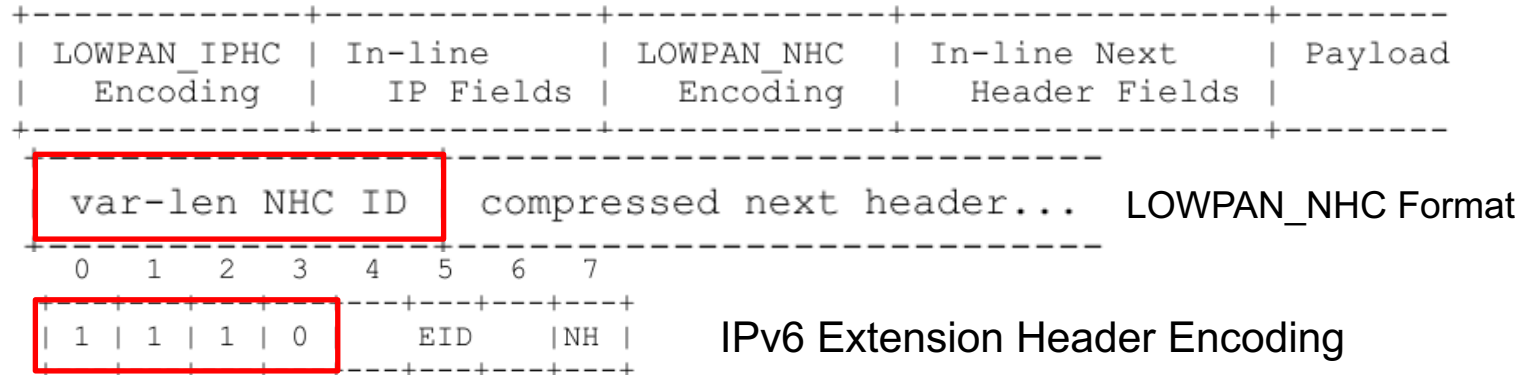 +-------------+-------------+-------------+-----------------+--------
| LOWPAN_IPHC | In-line | LOWPAN_NHC | In-line Next | Payload
| Encoding | IP Fields | Encoding | Header Fields |
+-------------+-------------+-------------+-----------------+--------
+----------------+---------------------------
var-len NHC ID compressed next header... LOWPAN_NHC Format
+----------------+---------------------------
0 1 2 3 4 5 6 7
+---+---+---+---+---+---+---+---+
| 1 | 1 | 1 | 0 | EID |NH | IPv6 Extension Header Encoding
+---+---+---+---+---+---+---+---+